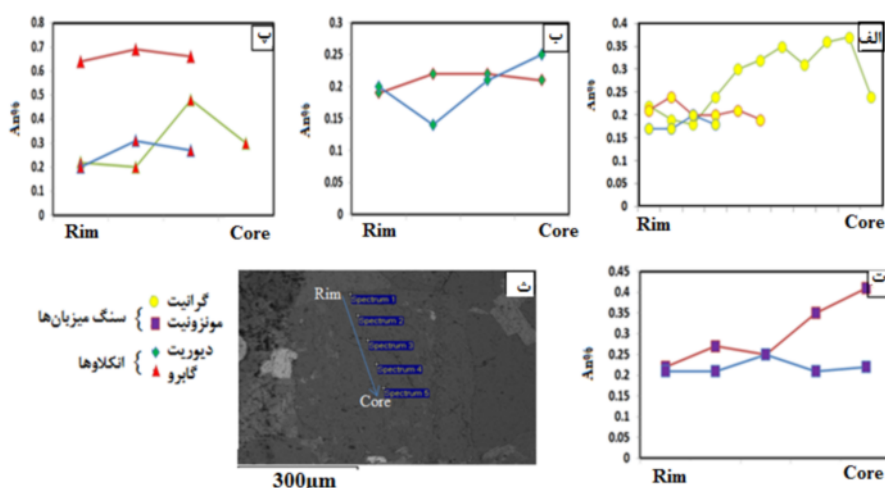 الف
0.4
0.35
0.3
0.25
0.2
0.15
0.1
0.05
0
An%
Rim
Core
ب
0.3
0.25
0.2
0.15
0.1
0.05
0
An%
Rim
Core
پ
0.8
0.7
0.6
0.5
0.4
0.3
0.2
0.1
0
An%
Rim
Core
ت
0.45
0.4
0.35
0.3
0.25
0.2
0.15
0.1
0.05
0
An%
Rim
Core
ث
Rim
Spectrum 1
Spectrum 2
Spectrum 3
Spectrum 4
Spectrum 5
Core
300µm
سنگ میزبان‌ها
گرانیت
مونزونیت
انکلاوها
دیوریت
گابرو